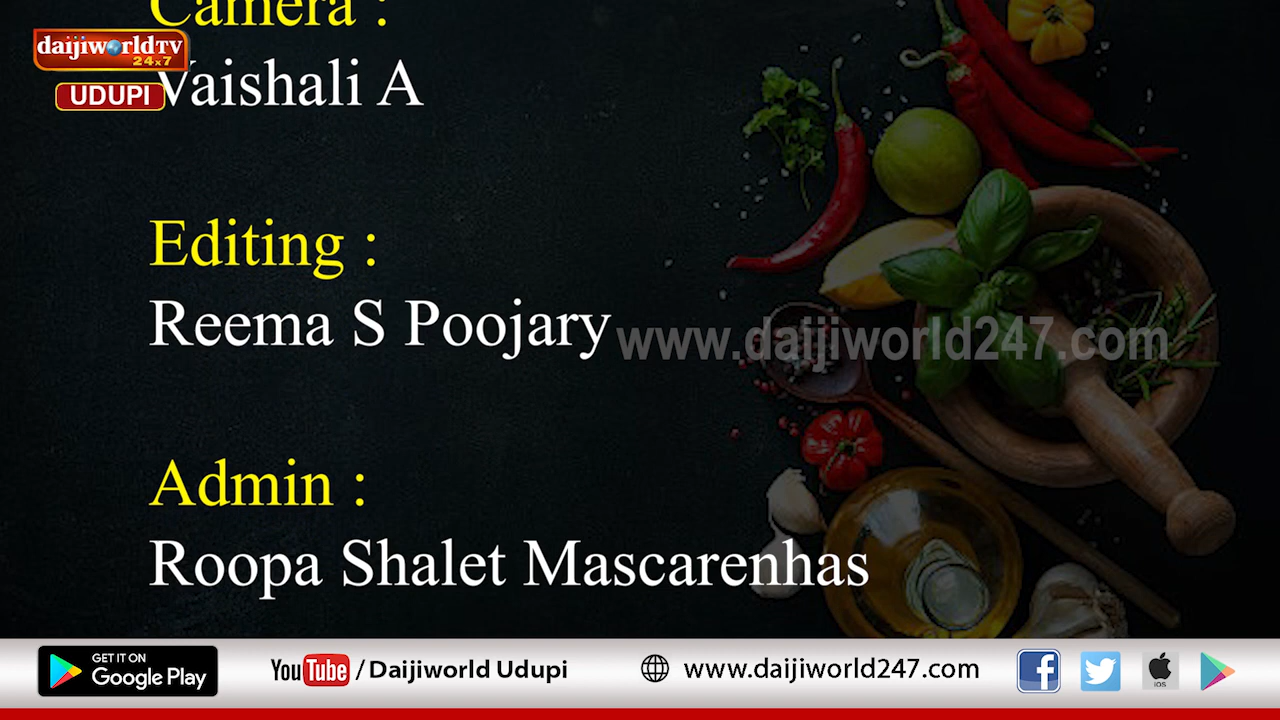 Camera :
daijiworldTV
24x7
UDUPI
Vaishali A
Editing :
Reema S Poojary
www.daijiworld247.com
Admin :
Roopa Shalet Mascarenhas
GET IT ON
Google Play
YouTube / Daijiworld Udupi
www.daijiworld247.com
iOS